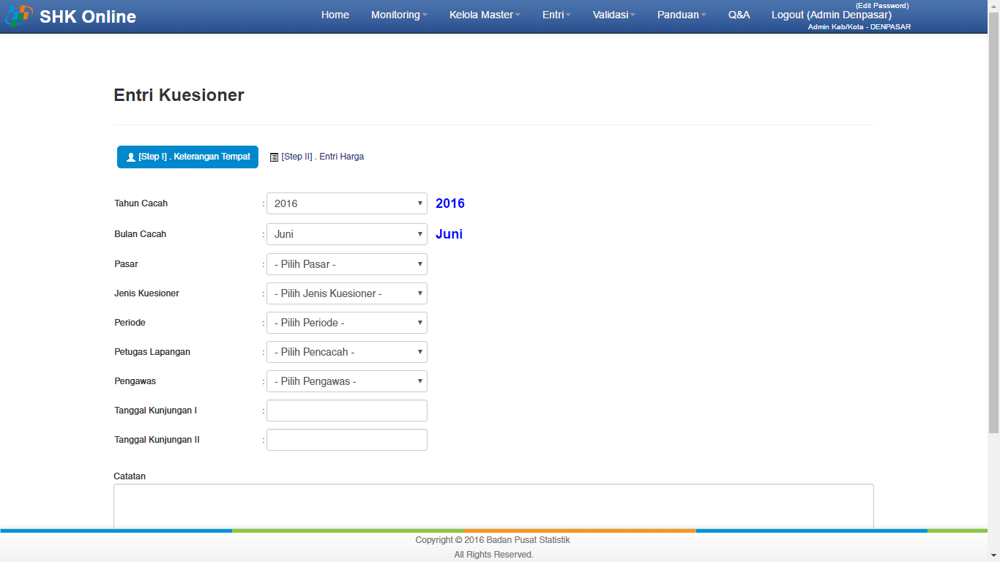 SHK Online
Home Monitoring Kelola Master Entri Validasi Panduan Q&A Logout (Admin Denpasar)
(Edit Password)
Admin Kab/Kota - DENPASAR
Entri Kuesioner
[Step I] . Keterangan Tempat [Step II] . Entri Harga
Tahun Cacah : 2016 2016
Bulan Cacah : Juni Juni
Pasar : - Pilih Pasar -
Jenis Kuesioner : - Pilih Jenis Kuesioner -
Periode : - Pilih Periode -
Petugas Lapangan : - Pilih Pencacah -
Pengawas : - Pilih Pengawas -
Tanggal Kunjungan I :
Tanggal Kunjungan II :
Catatan
Copyright © 2016 Badan Pusat Statistik
All Rights Reserved.